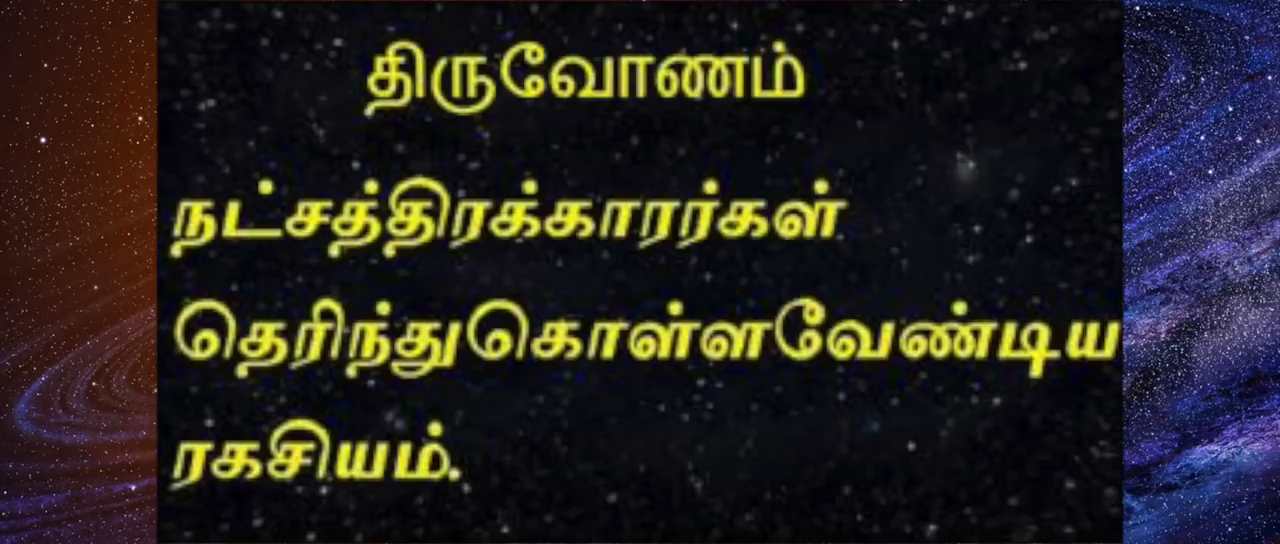 திருவோணம்
நட்சத்திரக்காரர்கள்
தெரிந்துகொள்ளவேண்டிய
ரகசியம்.